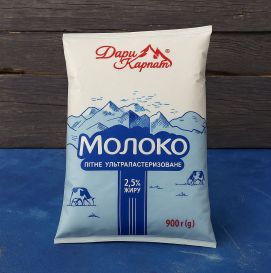 Дари
Карпат®
МОЛОКО
ПІТНЕ УЛЬТРАПАСТЕРИЗОВАНЕ
2,5%
ЖИРУ
900 г (g)